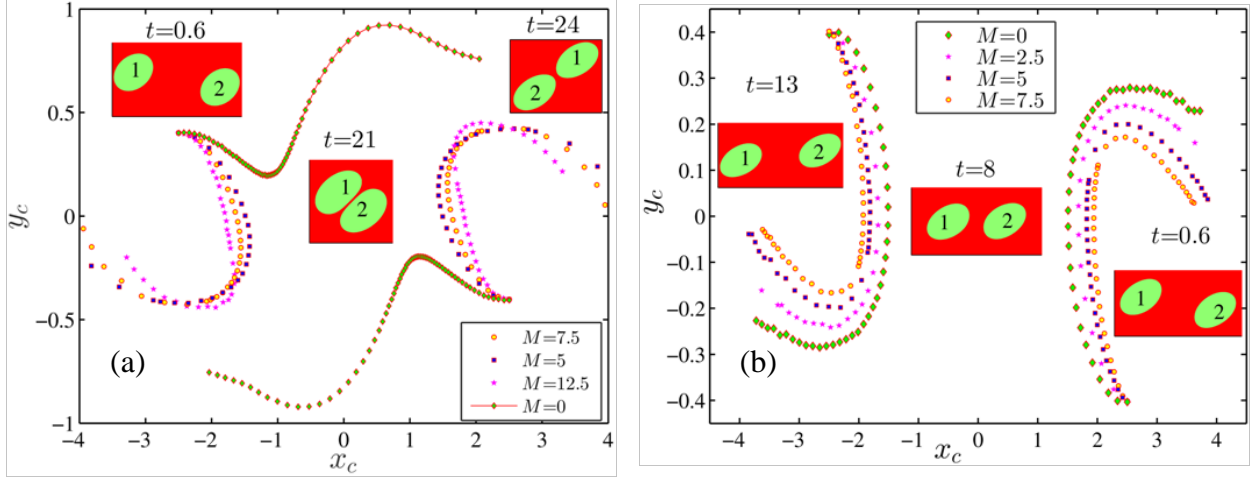 t=0.6
t=24
1
2
1
2
t=21
1
2
(a)
M=7.5
M=5
M=12.5
M=0
1
0.5
0
−0.5
−1
y_c
−4 −3 −2 −1 0 1 2 3 4
x_c
M=0
M=2.5
M=5
M=7.5
t=13
1 2
t=8
1 2
t=0.6
1
2
(b)
0.4
0.3
0.2
0.1
0
−0.1
−0.2
−0.3
−0.4
y_c
−4 −3 −2 −1 0 1 2 3 4
x_c